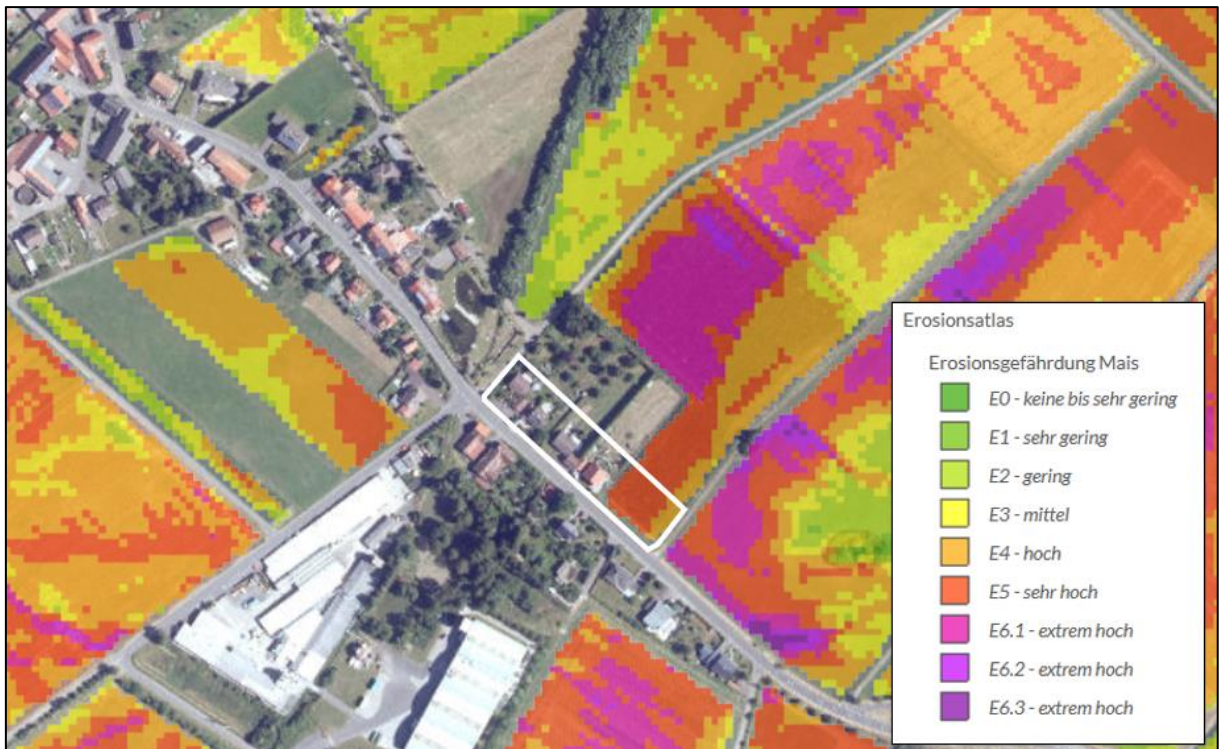 Erosionsatlas
Erosionsgefährdung Mais
E0 - keine bis sehr gering
E1 - sehr gering
E2 - gering
E3 - mittel
E4 - hoch
E5 - sehr hoch
E6.1 - extrem hoch
E6.2 - extrem hoch
E6.3 - extrem hoch